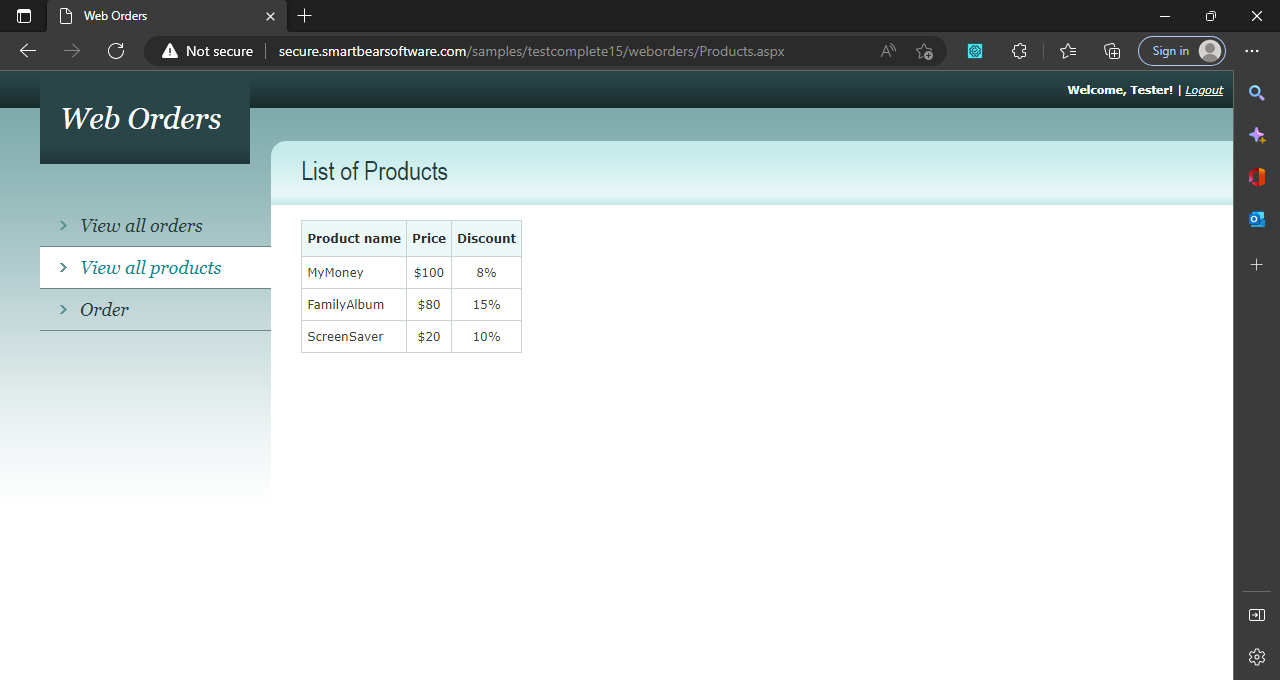 Web Orders
Not secure secure.smartbearsoftware.com/samples/testcomplete15/weborders/Products.aspx
Sign in
Welcome, Tester! | Logout
Web Orders
List of Products
View all orders
View all products
Order
Product name Price Discount
MyMoney $100 8%
FamilyAlbum $80 15%
ScreenSaver $20 10%